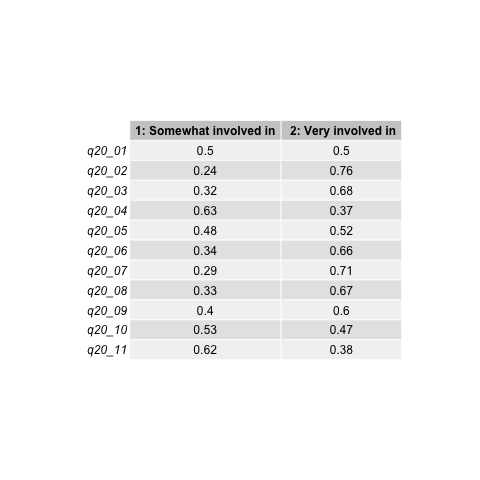 1: Somewhat involved in 2: Very involved in
q20_01 0.5 0.5
q20_02 0.24 0.76
q20_03 0.32 0.68
q20_04 0.63 0.37
q20_05 0.48 0.52
q20_06 0.34 0.66
q20_07 0.29 0.71
q20_08 0.33 0.67
q20_09 0.4 0.6
q20_10 0.53 0.47
q20_11 0.62 0.38